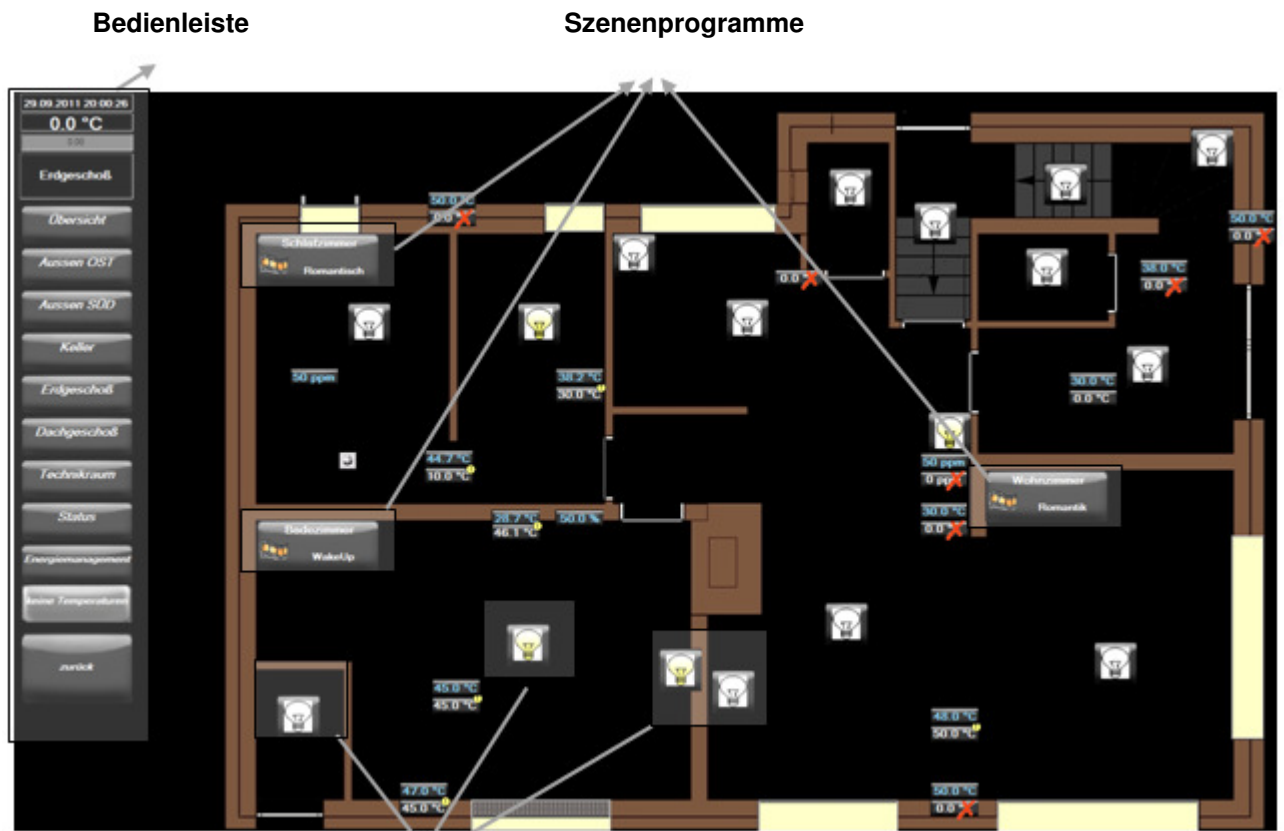 Bedienleiste
Szenenprogramme
29.09.2011 20:00:26
0.0 °C
Erdgeschoß
Übersicht
Aussen OST
Aussen SÜD
Keller
Erdgeschoß
Dachgeschoß
Technikraum
Status
Energiemanagement
keine Temperaturen
zurück
50.0 °C
0.0 °C
Schlafzimmer
Romantisch
50 ppm
38.2 °C
30.0 °C
44.7 °C
10.0 °C
0.0 °
50.0 °C
0.0 °
38.0 °C
0.0 °
30.0 °C
0.0 °C
50 ppm
0 pp
30.0 °C
0.0 °
Wohnzimmer
Romantik
28.7 °C
46.1 °C
50.0 %
Badezimmer
WakeUp
45.0 °C
45.0 °C
48.0 °C
50.0 °C
47.0 °C
45.0 °C
50.0 °C
0.0 °